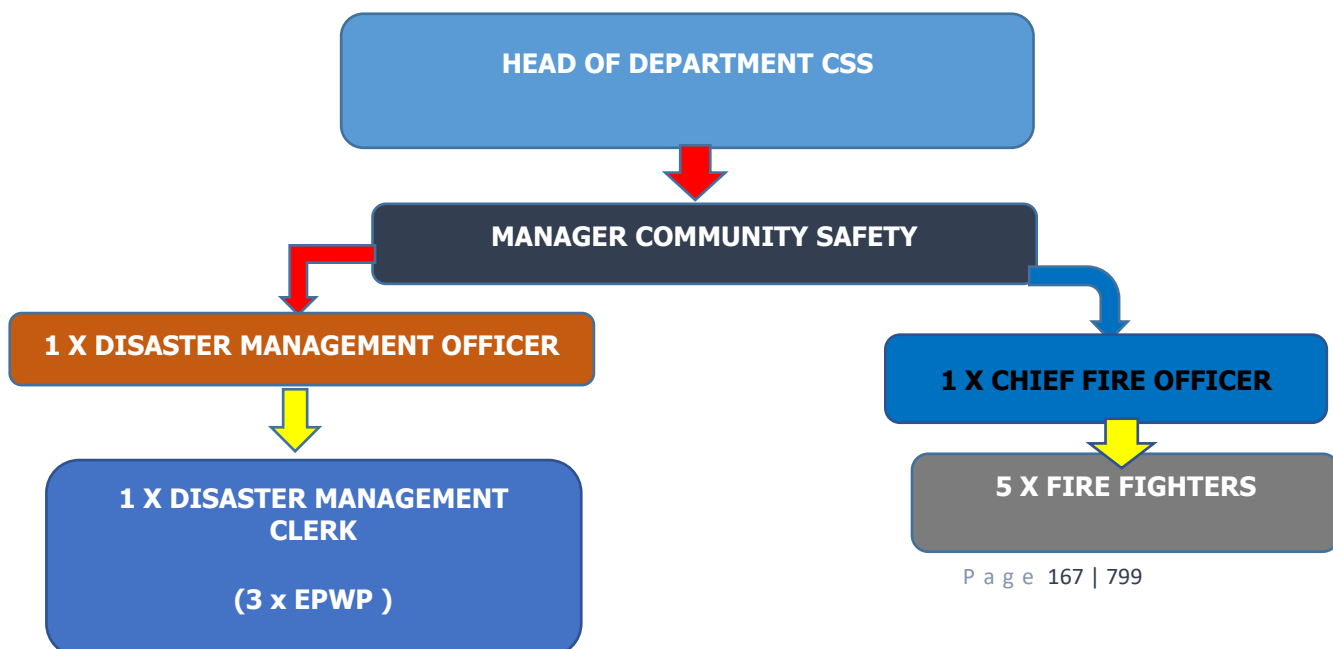 HEAD OF DEPARTMENT CSS
MANAGER COMMUNITY SAFETY
1 X DISASTER MANAGEMENT OFFICER
1 X CHIEF FIRE OFFICER
1 X DISASTER MANAGEMENT
CLERK
(3 x EPWP )
5 X FIRE FIGHTERS
Page 167 | 799